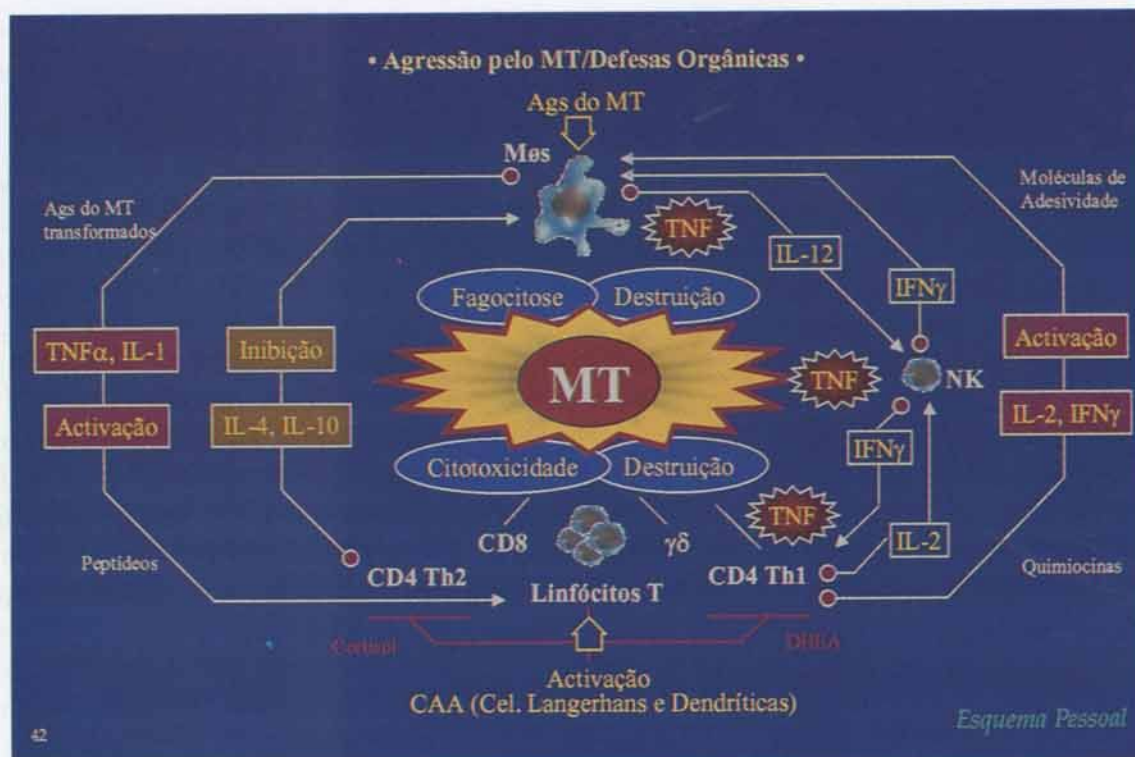 • Agressão pelo MT/Defesas Orgânicas •
Ags do MT
Møs
Ags do MT
transformados
Moléculas de
Adesividade
TNF
IL-12
IFNγ
Fagocitose
Destruição
TNFα, IL-1
Inibição
Activação
MT
TNF
NK
Activação
IL-4, IL-10
IL-2, IFNγ
IFNγ
Citotoxicidade
Destruição
TNF
CD8
γδ
IL-2
Peptídeos
CD4 Th2
CD4 Th1
Quimiocinas
Linfócitos T
Cortisol
DHEA
Activação
CAA (Cel. Langerhans e Dendríticas)
42
Esquema Pessoal